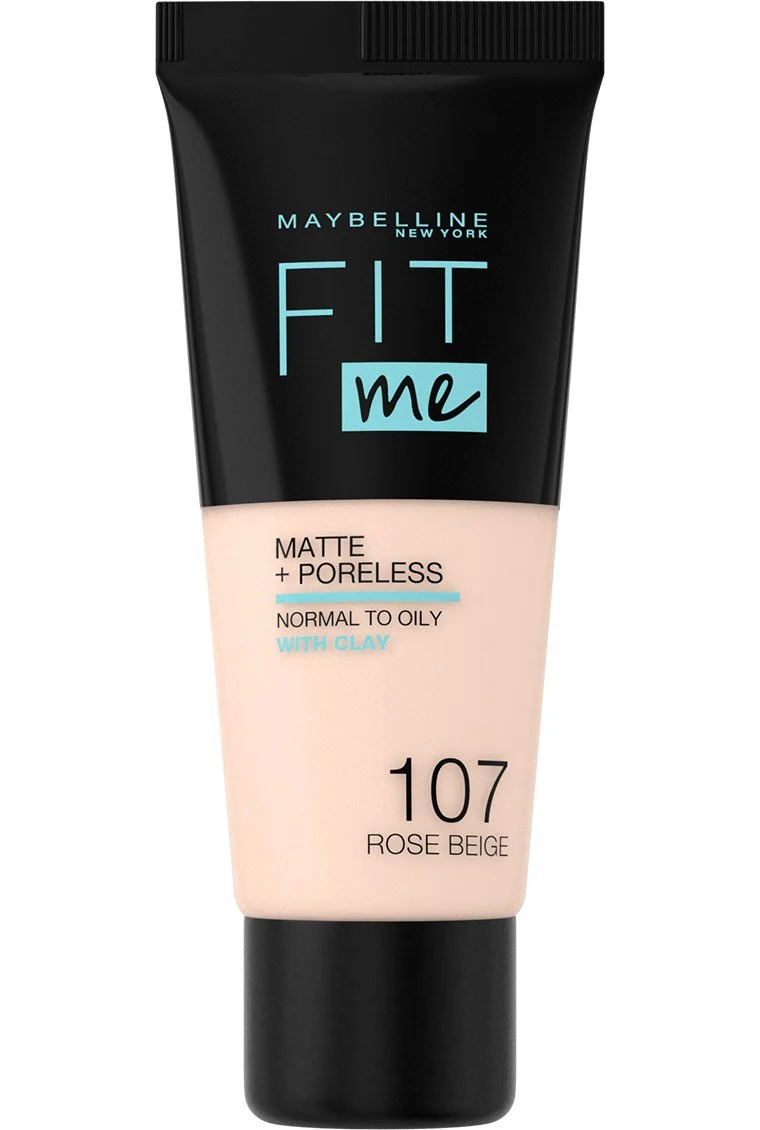 MAYBELLINE
NEW YORK
FIT
me
MATTE
+ PORELESS
NORMAL TO OILY
WITH CLAY
107
ROSE BEIGE